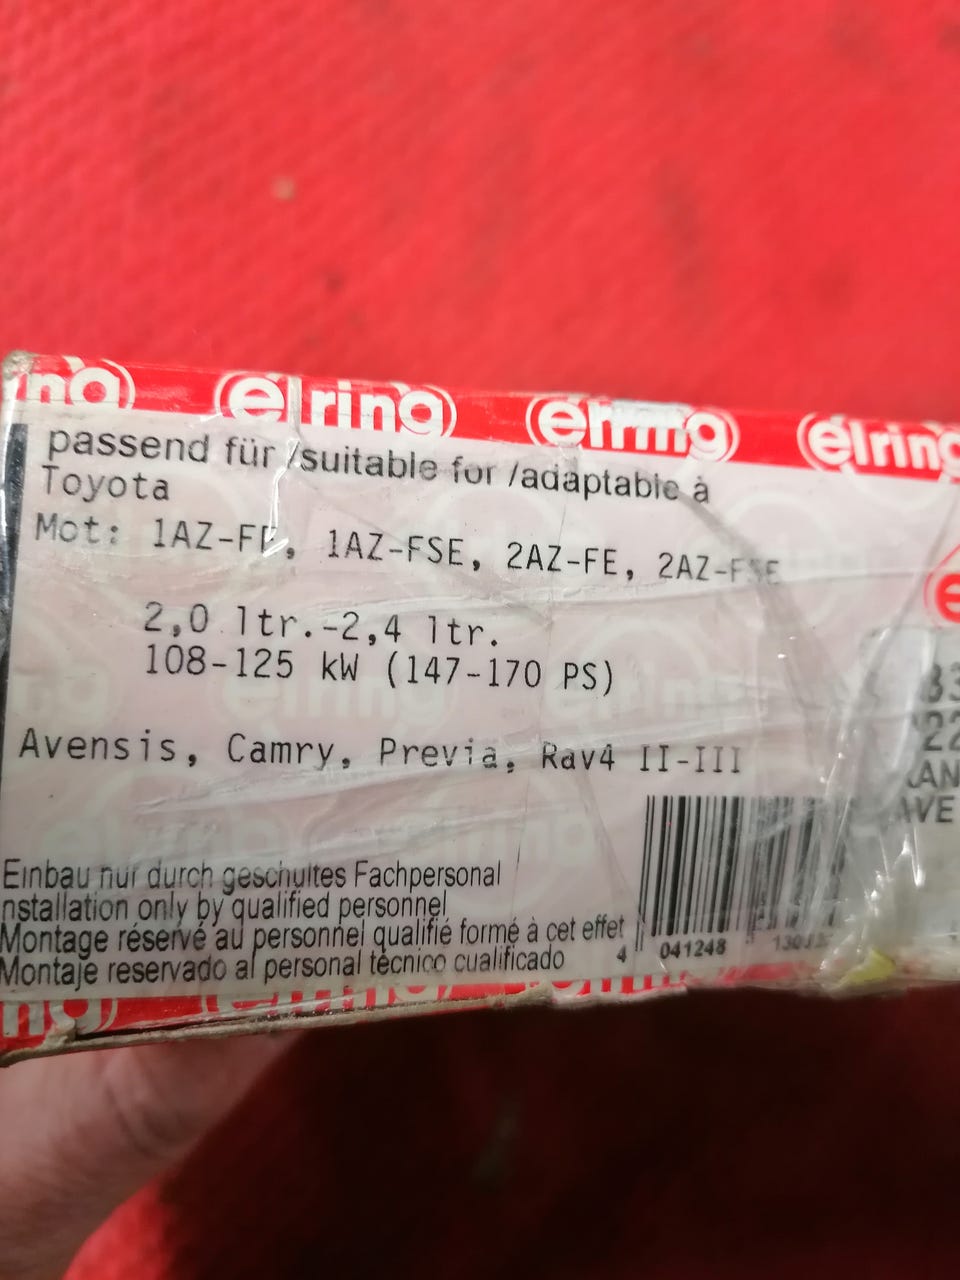 elring elring elring
passend für /suitable for /adaptable à
Toyota
Mot: 1AZ-FE, 1AZ-FSE, 2AZ-FE, 2AZ-FSE
2,0 ltr.-2,4 ltr.
108-125 kW (147-170 PS)
Avensis, Camry, Previa, Rav4 II-III
Einbau nur durch geschultes Fachpersonal
nstallation only by qualified personnel
Montage réservé au personnel qualifié formé à cet effet
Montaje reservado al personal técnico cualificado
4 041248